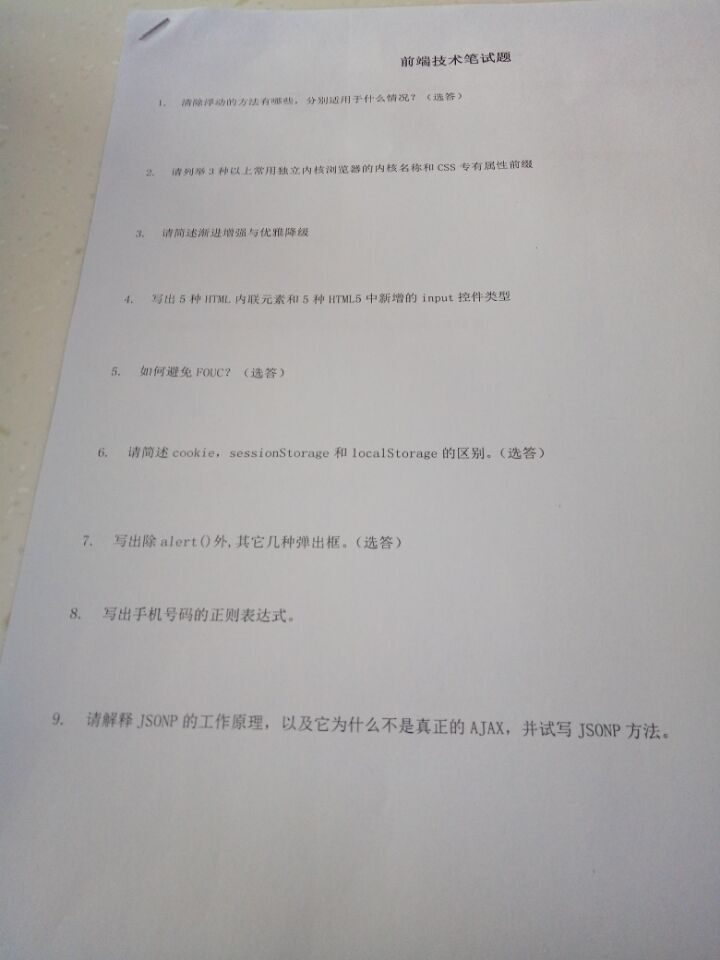 前端技术笔试题
1. 清除浮动的方法有哪些，分别适用于什么情况？（选答）
2. 请列举 3 种以上常用独立内核浏览器的内核名称和 CSS 专有属性前缀
3. 请简述渐进增强与优雅降级
4. 写出 5 种 HTML 内联元素和 5 种 HTML5 中新增的 input 控件类型
5. 如何避免 FOUC？（选答）
6. 请简述 cookie，sessionStorage 和 localStorage 的区别。（选答）
7. 写出除 alert()外,其它几种弹出框。（选答）
8. 写出手机号码的正则表达式。
9. 请解释 JSONP 的工作原理，以及它为什么不是真正的 AJAX，并试写 JSONP 方法。